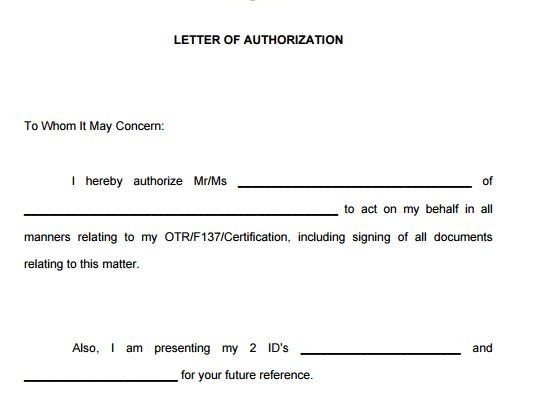 LETTER OF AUTHORIZATION
To Whom It May Concern:
I hereby authorize Mr/Ms ____________________ of
____________________ to act on my behalf in all
manners relating to my OTR/F137/Certification, including signing of all documents
relating to this matter.
Also, I am presenting my 2 ID's ____________________ and
____________________ for your future reference.